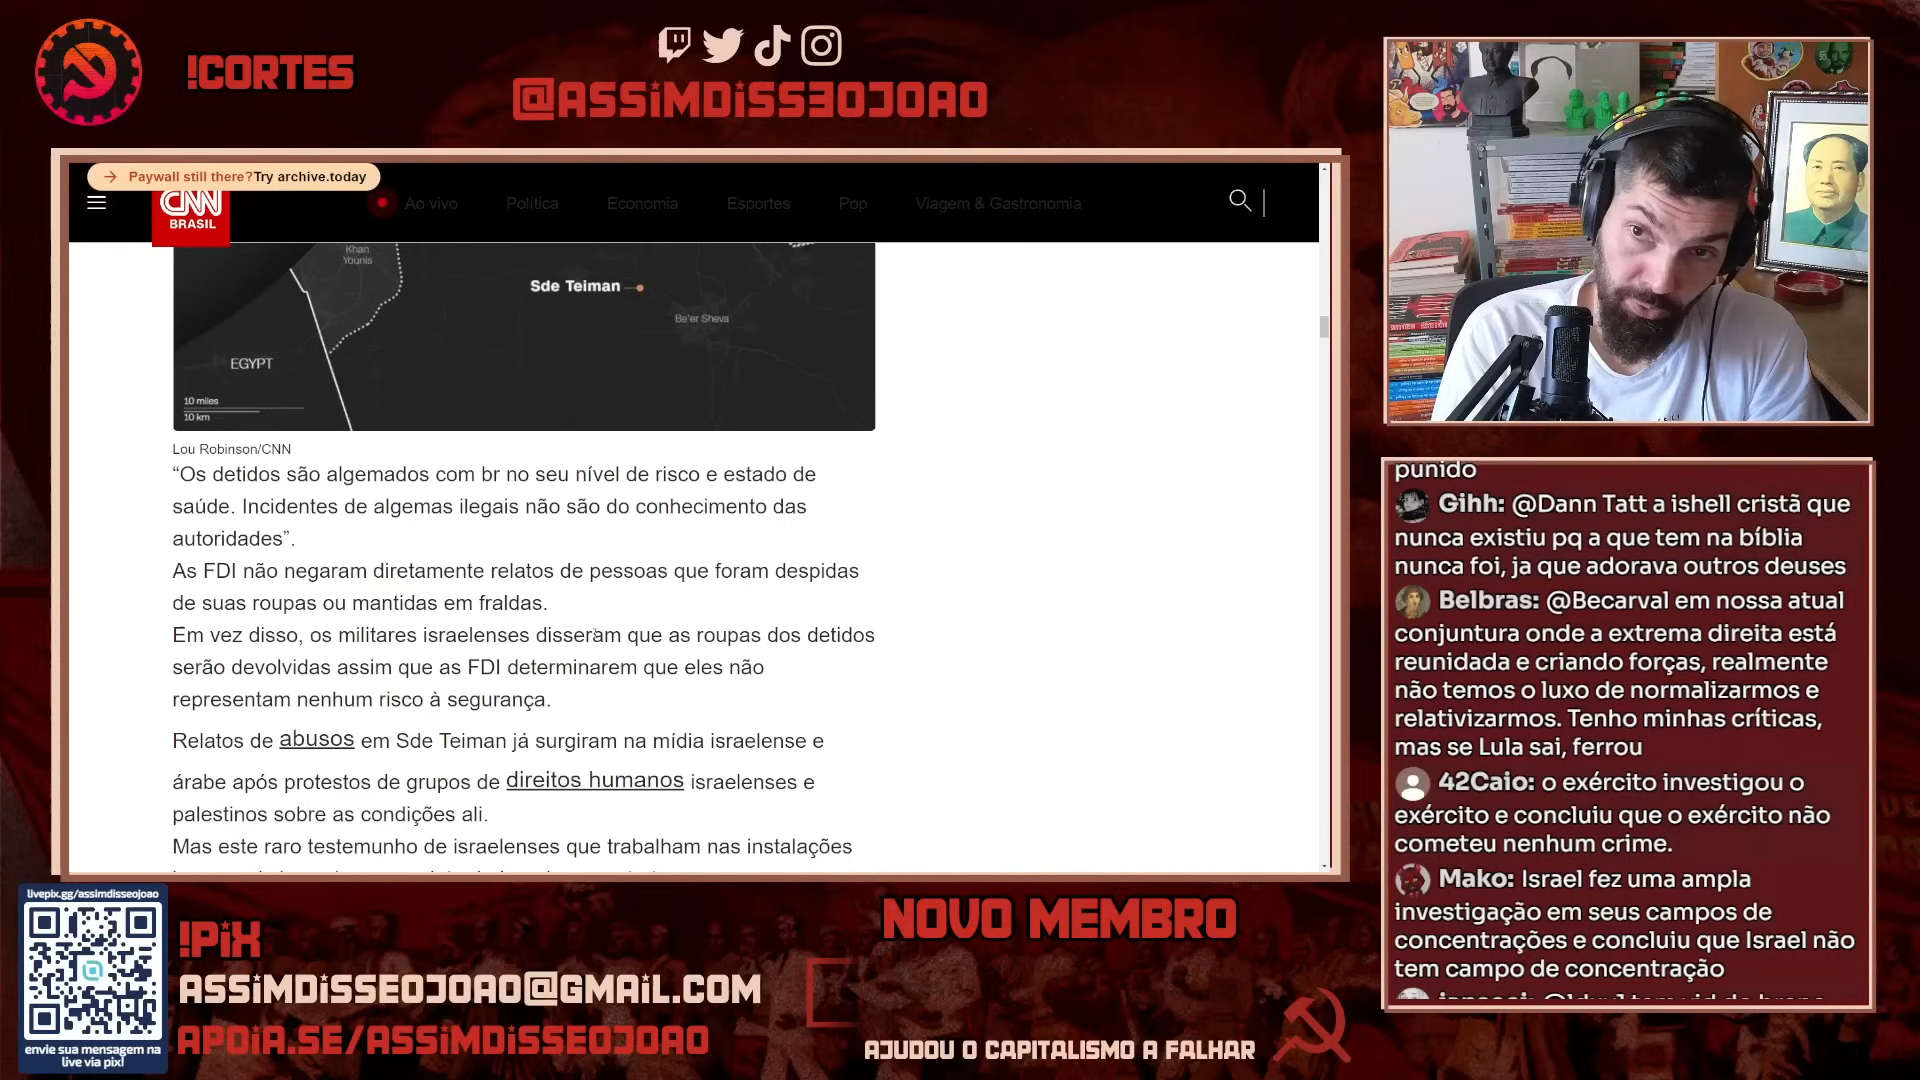 !CORTES
@ASSIMDISSEOJOAO
Paywall still there? Try archive.today
CNN
BRASIL
Ao vivo
Política
Economia
Esportes
Pop
Viagem & Gastronomia
Khan
Younis
Sde Teiman
Be'er Sheva
EGYPT
10 miles
10 km
Lou Robinson/CNN
“Os detidos são algemados com br no seu nível de risco e estado de
saúde. Incidentes de algemas ilegais não são do conhecimento das
autoridades”.
As FDI não negaram diretamente relatos de pessoas que foram despidas
de suas roupas ou mantidas em fraldas.
Em vez disso, os militares israelenses disseram que as roupas dos detidos
serão devolvidas assim que as FDI determinarem que eles não
representam nenhum risco à segurança.
Relatos de abusos em Sde Teiman já surgiram na mídia israelense e
árabe após protestos de grupos de direitos humanos israelenses e
palestinos sobre as condições ali.
Mas este raro testemunho de israelenses que trabalham nas instalações
punido
Gihh: @Dann Tatt a ishell cristã que
nunca existiu pq a que tem na bíblia
nunca foi, ja que adorava outros deuses
Belbras: @Becarval em nossa atual
conjuntura onde a extrema direita está
reunidada e criando forças, realmente
não temos o luxo de normalizarmos e
relativizarmos. Tenho minhas críticas,
mas se Lula sai, ferrou
42Caio: o exército investigou o
exército e concluiu que o exército não
cometeu nenhum crime.
Mako: Israel fez uma ampla
investigação em seus campos de
concentrações e concluiu que Israel não
tem campo de concentração
livepix.gg/assimdisseojoao
envie sua mensagem na
live via pix!
!PIX
ASSIMDISSEOJOAO@GMAIL.COM
APOIA.SE/ASSIMDISSEOJOAO
NOVO MEMBRO
AJUDOU O CAPITALISMO A FALHAR